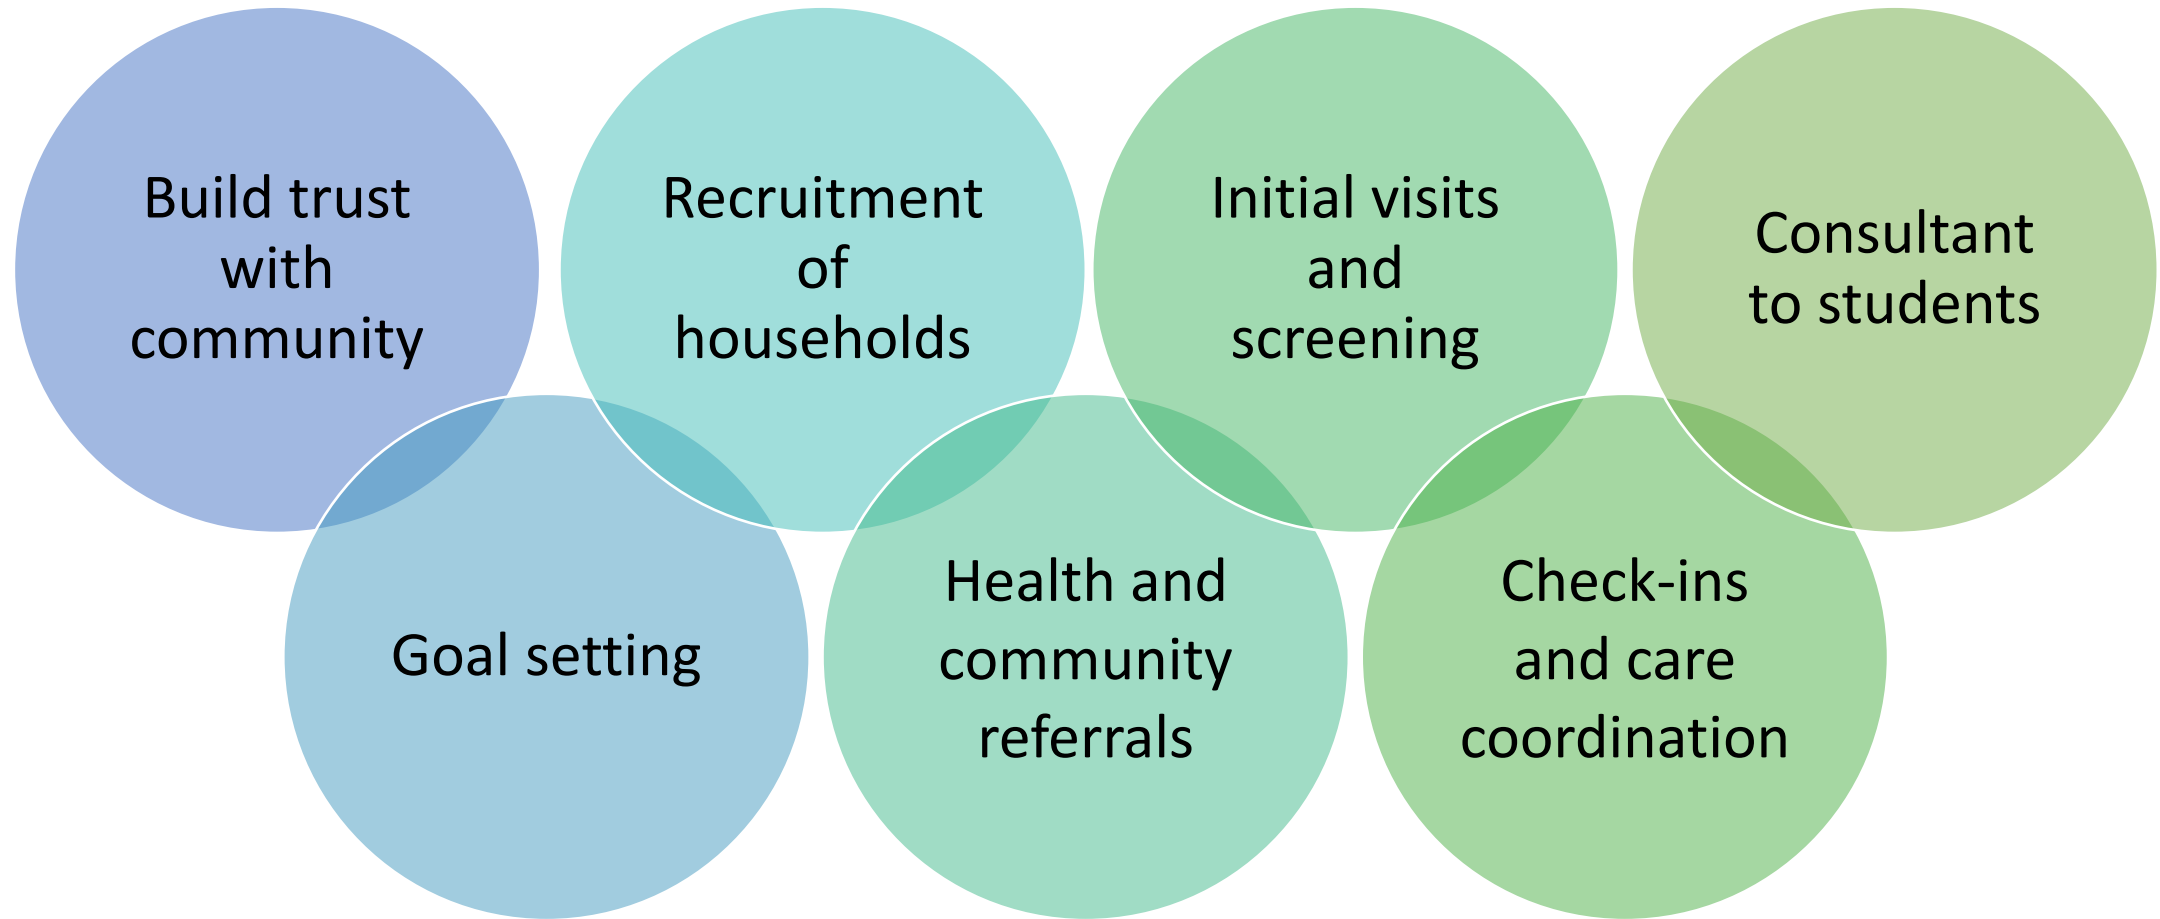 Build trust
with
community
Recruitment
of
households
Initial visits
and
screening
Consultant
to students
Goal setting
Health and
community
referrals
Check-ins
and care
coordination